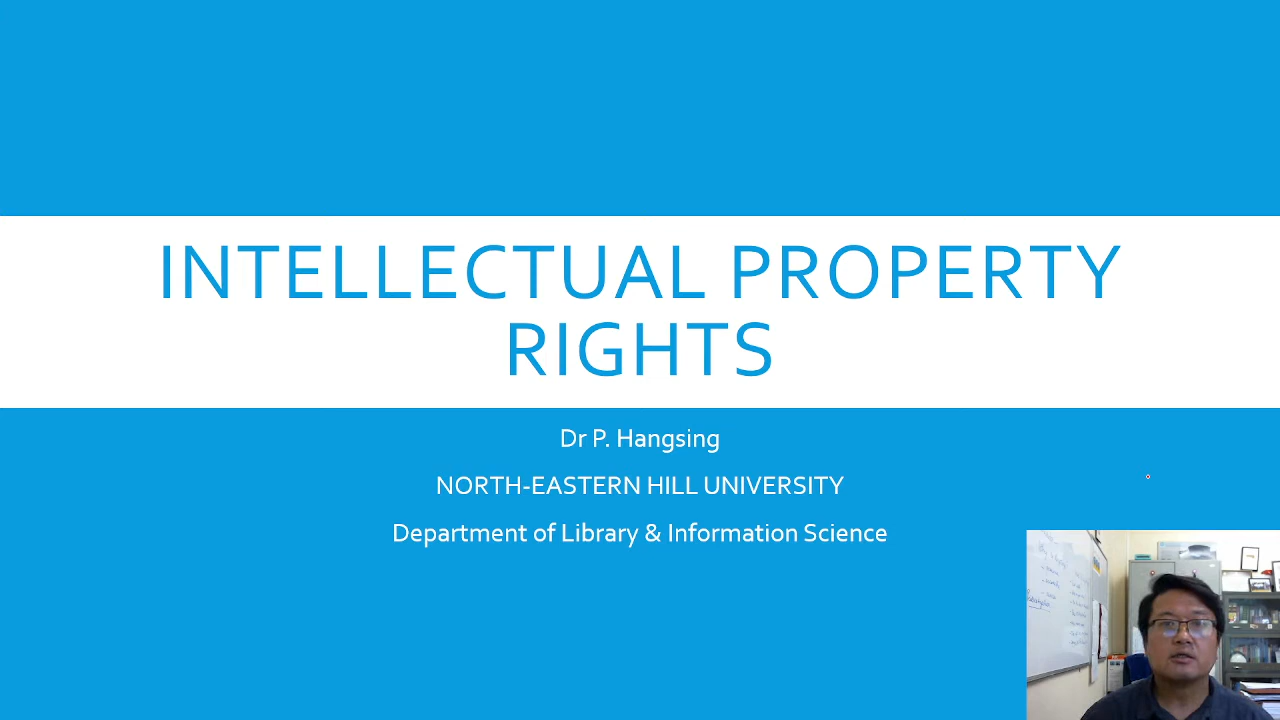 INTELLECTUAL PROPERTY
RIGHTS
Dr P. Hangsing
NORTH-EASTERN HILL UNIVERSITY
Department of Library & Information Science